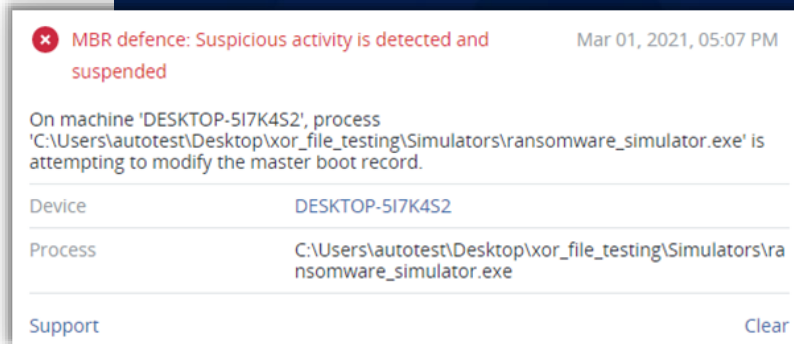 MBR defence: Suspicious activity is detected and
suspended
Mar 01, 2021, 05:07 PM
On machine 'DESKTOP-5I7K4S2', process
'C:\Users\autotest\Desktop\xor_file_testing\Simulators\ransomware_simulator.exe' is
attempting to modify the master boot record.
Device DESKTOP-5I7K4S2
Process C:\Users\autotest\Desktop\xor_file_testing\Simulators\ra
nsomware_simulator.exe
Support Clear